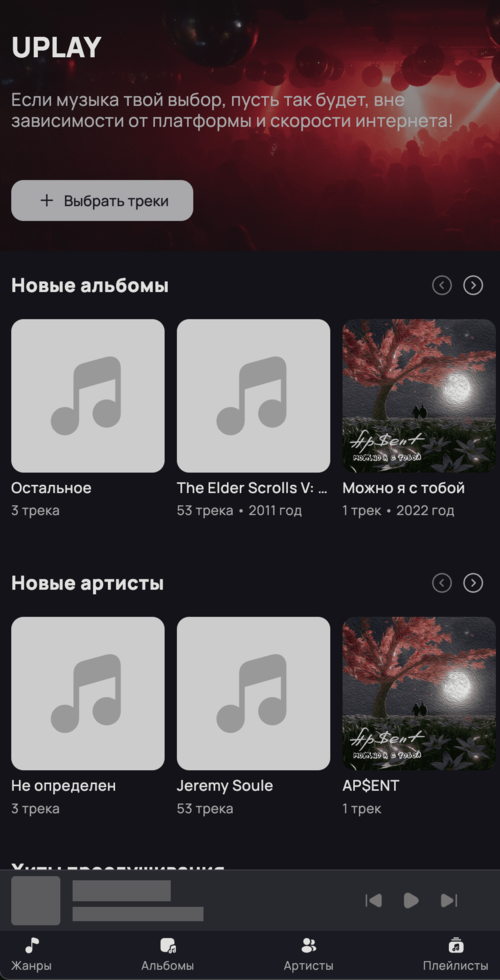 UPLAY
Если музыка твой выбор, пусть так будет, вне
зависимости от платформы и скорости интернета!
+ Выбрать треки
Новые альбомы
Остальное
3 трека
The Elder Scrolls V: ...
53 трека • 2011 год
Ap$ent
можно я с тобой
Можно я с тобой
1 трек • 2022 год
Новые артисты
Не определен
3 трека
Jeremy Soule
53 трека
Ap$ent
можно я с тобой
AP$ENT
1 трек
Хиты прослушивания
Жанры
Альбомы
Артисты
Плейлисты